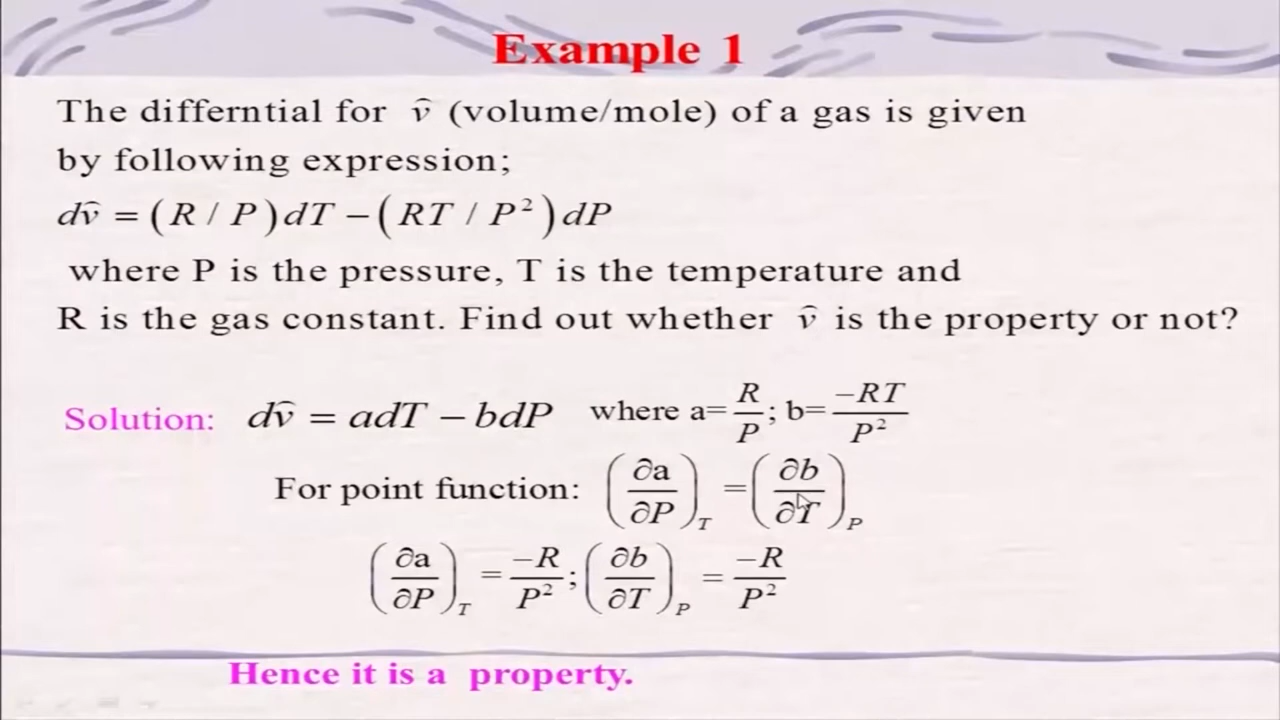 Example 1
The differntial for v̂ (volume/mole) of a gas is given
by following expression;
dv̂ = (R / P)dT − (RT / P²)dP
where P is the pressure, T is the temperature and
R is the gas constant. Find out whether v̂ is the property or not?
Solution: dv̂ = adT − bdP where a=R/P; b=−RT/P²
For point function: (∂a/∂P)_T = (∂b/∂T)_P
(∂a/∂P)_T = −R/P²; (∂b/∂T)_P = −R/P²
Hence it is a property.